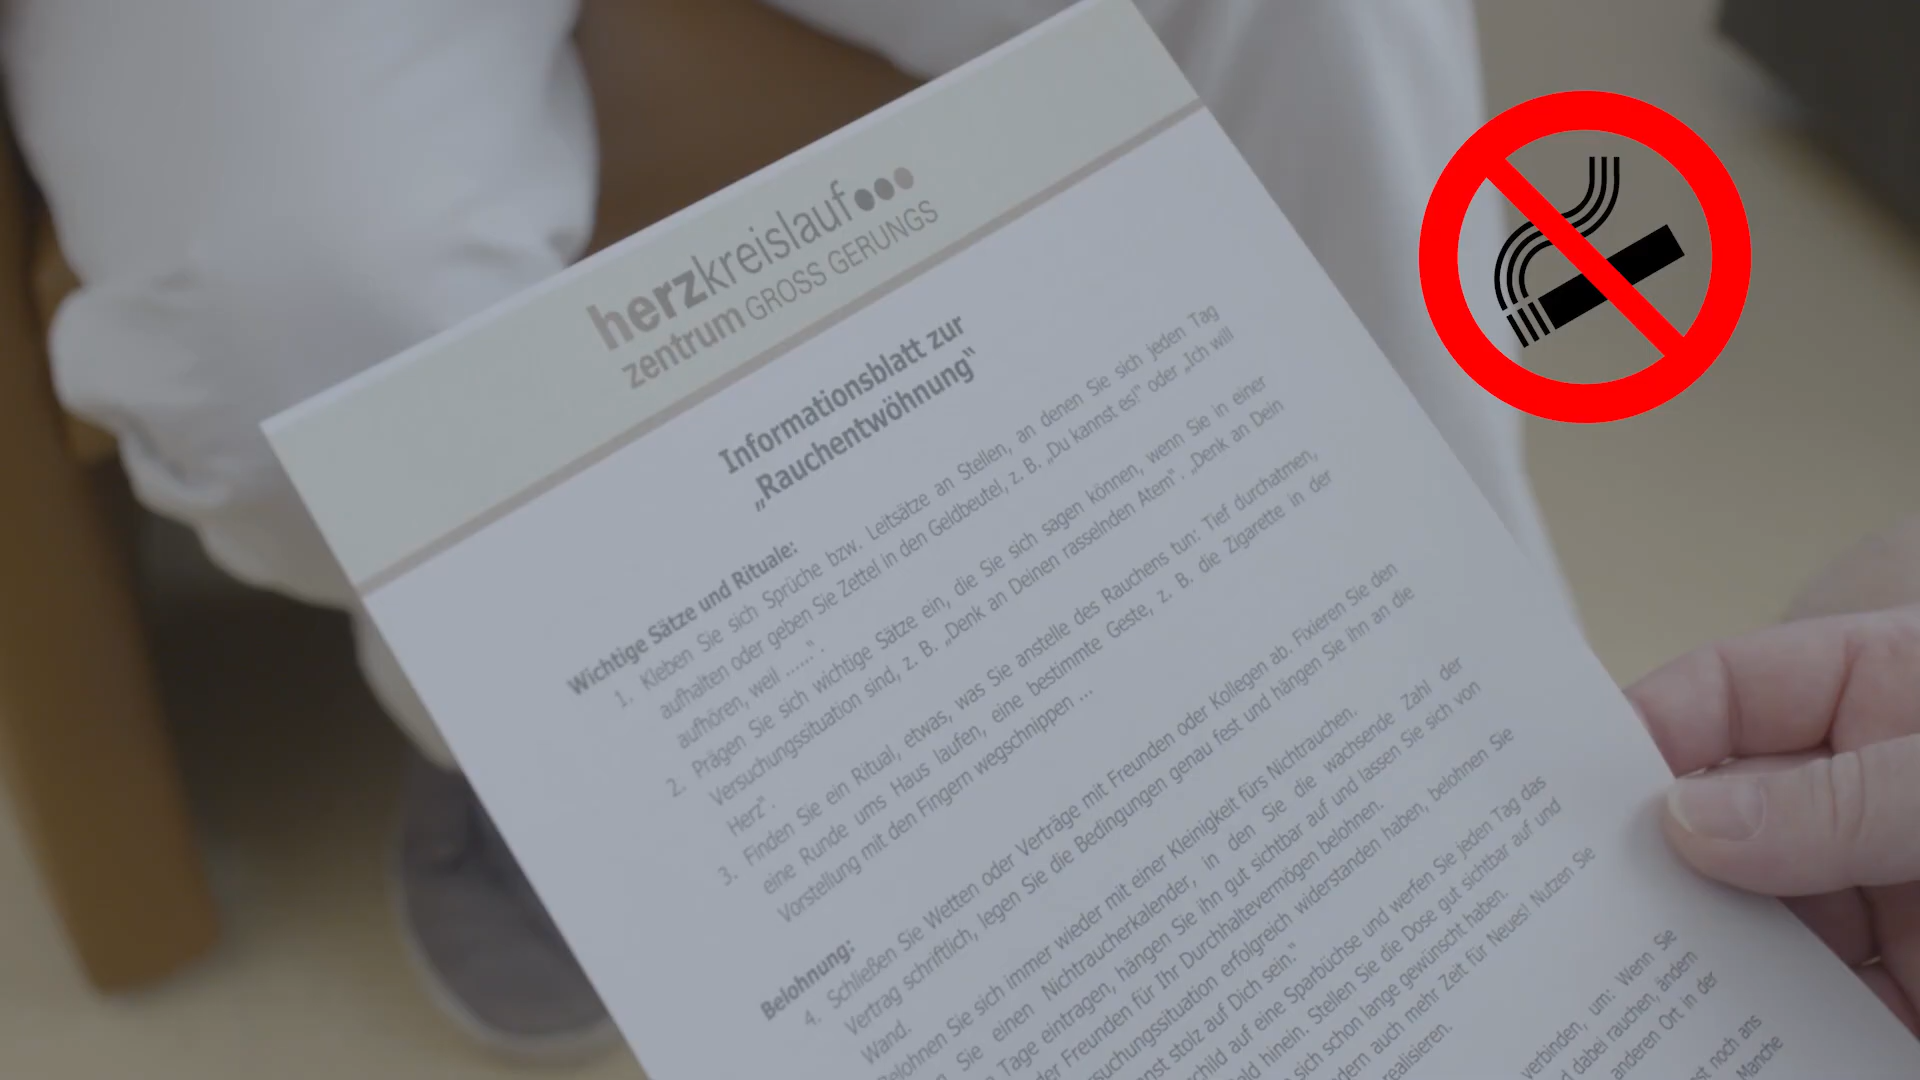 herzkreislauf
zentrum GROSS GERUNGS
Informationsblatt zur
„Rauchentwöhnung“
Wichtige Sätze und Rituale:
1. Kleben Sie sich Sprüche bzw. Leitsätze an Stellen, an denen Sie sich jeden Tag
aufhalten oder geben Sie Zettel in den Geldbeutel, z. B. „Du kannst es!“ oder „Ich will
aufhören, weil ......“ .
2. Prägen Sie sich wichtige Sätze ein, die Sie sich sagen können, wenn Sie in einer
Versuchungssituation sind, z. B. „Denk an Deinen rasselnden Atem“. „Denk an Dein
Herz“.
3. Finden Sie ein Ritual, etwas, was Sie anstelle des Rauchens tun: Tief durchatmen,
eine Runde ums Haus laufen, eine bestimmte Geste, z. B. die Zigarette in der
Vorstellung mit den Fingern wegschnippen ...
Belohnung:
4. Schließen Sie Wetten oder Verträge mit Freunden oder Kollegen ab. Fixieren Sie den
Vertrag schriftlich, legen Sie die Bedingungen genau fest und hängen Sie ihn an die
Wand.
elohnen Sie sich immer wieder mit einer Kleinigkeit fürs Nichtrauchen.
Sie einen Nichtraucherkalender, in den Sie die wachsende Zahl der
Tage eintragen, hängen Sie ihn gut sichtbar auf und lassen Sie sich von
der Freunden für Ihr Durchhaltevermögen belohnen.
suchungssituation erfolgreich widerstanden haben, belohnen Sie
nst stolz auf Dich sein.“
child auf eine Sparbüchse und werfen Sie jeden Tag das
eld hinein. Stellen Sie die Dose gut sichtbar auf und
sich schon lange gewünscht haben.
dern auch mehr Zeit für Neues! Nutzen Sie
realisieren.
verbinden, um: Wenn Sie
d dabei rauchen, ändern
anderen Ort in der
st noch ans
Manche